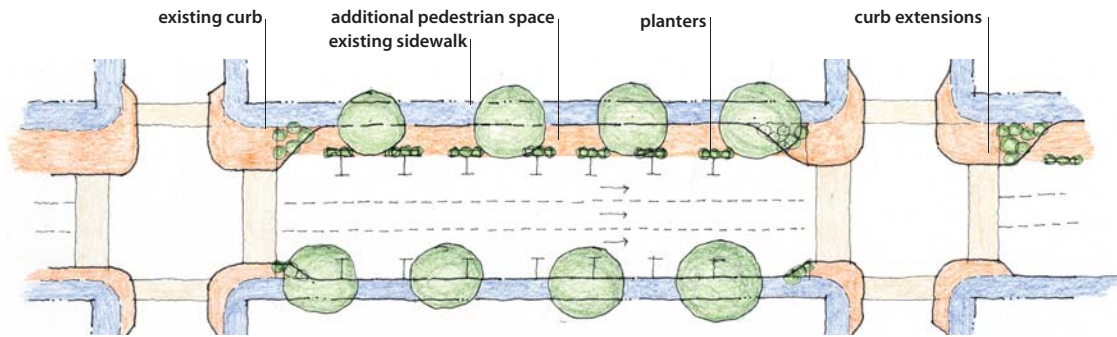 existing curb
additional pedestrian space
existing sidewalk
planters
curb extensions